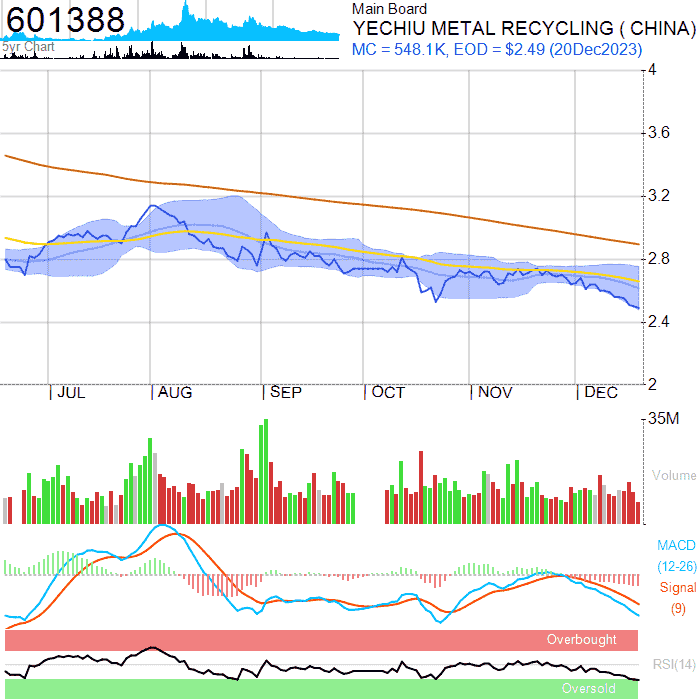 601388
5yr Chart
Main Board
YECHIU METAL RECYCLING ( CHINA)
MC = 548.1K, EOD = $2.49 (20Dec2023)
4
3.6
3.2
2.8
2.4
2
JUL AUG SEP OCT NOV DEC
35M
Volume
MACD
(12-26)
Signal
(9)
Overbought
RSI(14)
Oversold